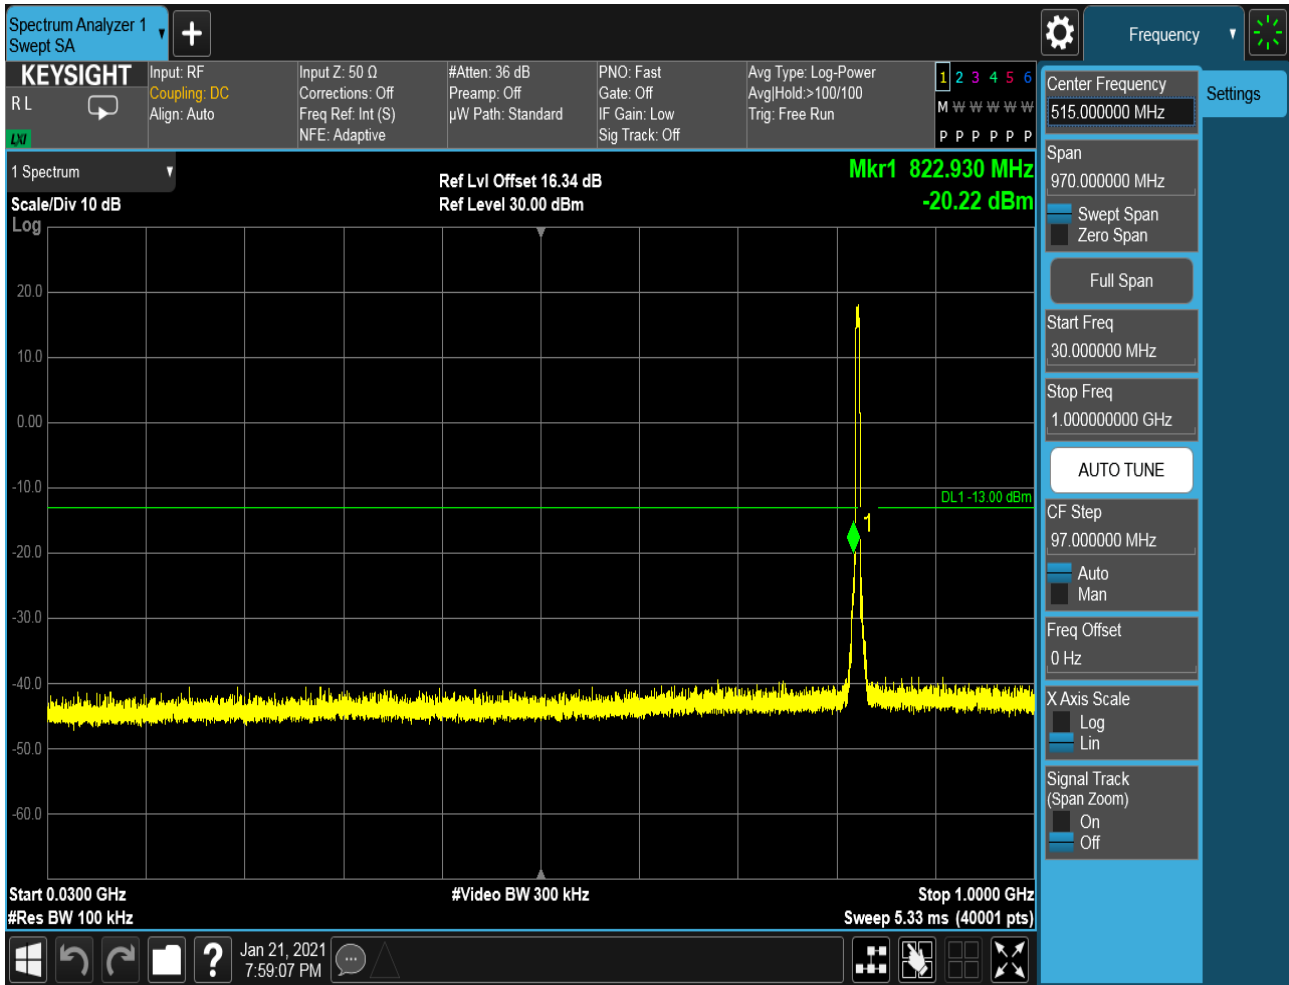 Spectrum Analyzer 1
Swept SA
Frequency
KEYSIGHT
R L
LXI
Input: RF
Coupling: DC
Align: Auto
Input Z: 50 Ω
Corrections: Off
Freq Ref: Int (S)
NFE: Adaptive
#Atten: 36 dB
Preamp: Off
µW Path: Standard
PNO: Fast
Gate: Off
IF Gain: Low
Sig Track: Off
Avg Type: Log-Power
Avg|Hold:>100/100
Trig: Free Run
1 2 3 4 5 6
M W W W W W
P P P P P P
1 Spectrum
Scale/Div 10 dB
Log
Ref Lvl Offset 16.34 dB
Ref Level 30.00 dBm
Mkr1 822.930 MHz
-20.22 dBm
20.0
10.0
0.00
-10.0
-20.0
-30.0
-40.0
-50.0
-60.0
DL1 -13.00 dBm
1
Start 0.0300 GHz
#Res BW 100 kHz
#Video BW 300 kHz
Stop 1.0000 GHz
Sweep 5.33 ms (40001 pts)
Jan 21, 2021
7:59:07 PM
Center Frequency
515.000000 MHz
Settings
Span
970.000000 MHz
Swept Span
Zero Span
Full Span
Start Freq
30.000000 MHz
Stop Freq
1.000000000 GHz
AUTO TUNE
CF Step
97.000000 MHz
Auto
Man
Freq Offset
0 Hz
X Axis Scale
Log
Lin
Signal Track
(Span Zoom)
On
Off